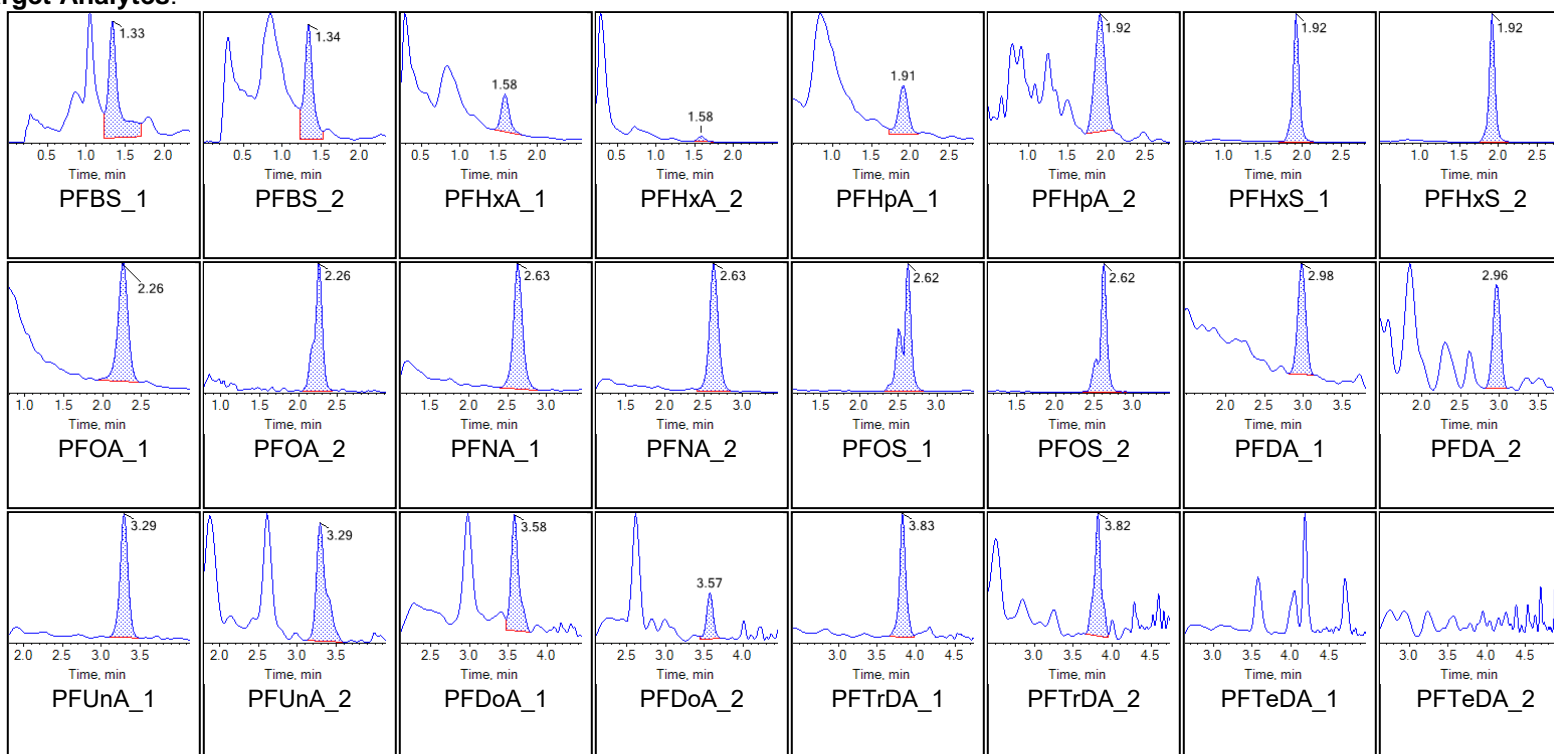 arget Analytes:
1.33 1.34 1.58 1.58 1.91 1.92 1.92 1.92
0.5 1.0 1.5 2.0 0.5 1.0 1.5 2.0 0.5 1.0 1.5 2.0 0.5 1.0 1.5 2.0 1.0 1.5 2.0 2.5 1.0 1.5 2.0 2.5 1.0 1.5 2.0 2.5 1.0 1.5 2.0 2.5
Time, min Time, min Time, min Time, min Time, min Time, min Time, min Time, min
PFBS_1 PFBS_2 PFHxA_1 PFHxA_2 PFHpA_1 PFHpA_2 PFHxS_1 PFHxS_2
2.26 2.26 2.63 2.63 2.62 2.62 2.98 2.96
1.0 1.5 2.0 2.5 1.0 1.5 2.0 2.5 1.5 2.0 2.5 3.0 1.5 2.0 2.5 3.0 1.5 2.0 2.5 3.0 1.5 2.0 2.5 3.0 2.0 2.5 3.0 3.5 2.0 2.5 3.0 3.5
Time, min Time, min Time, min Time, min Time, min Time, min Time, min Time, min
PFOA_1 PFOA_2 PFNA_1 PFNA_2 PFOS_1 PFOS_2 PFDA_1 PFDA_2
3.29 3.29 3.58 3.57 3.83 3.82
2.0 2.5 3.0 3.5 2.0 2.5 3.0 3.5 2.5 3.0 3.5 4.0 2.5 3.0 3.5 4.0 3.0 3.5 4.0 4.5 3.0 3.5 4.0 4.5 3.0 3.5 4.0 4.5 3.0 3.5 4.0 4.5
Time, min Time, min Time, min Time, min Time, min Time, min Time, min Time, min
PFUnA_1 PFUnA_2 PFDoA_1 PFDoA_2 PFTrDA_1 PFTrDA_2 PFTeDA_1 PFTeDA_2